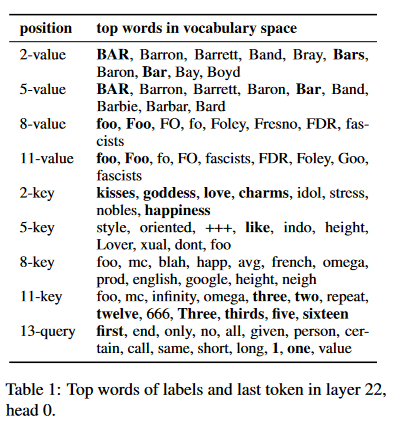 position top words in vocabulary space
2-value BAR, Barron, Barrett, Band, Bray, Bars,
Baron, Bar, Bay, Boyd
5-value BAR, Barron, Barrett, Baron, Bar, Band,
Barbie, Barbar, Bard
8-value foo, Foo, FO, fo, Foley, Fresno, FDR, fas-
cists
11-value foo, Foo, fo, FO, fascists, FDR, Foley, Goo,
fascists
2-key kisses, goddess, love, charms, idol, stress,
nobles, happiness
5-key style, oriented, +++, like, indo, height,
Lover, xual, dont, foo
8-key foo, mc, blah, happ, avg, french, omega,
prod, english, google, height, neigh
11-key foo, mc, infinity, omega, three, two, repeat,
twelve, 666, Three, thirds, five, sixteen
13-query first, end, only, no, all, given, person, cer-
tain, call, same, short, long, 1, one, value
Table 1: Top words of labels and last token in layer 22,
head 0.